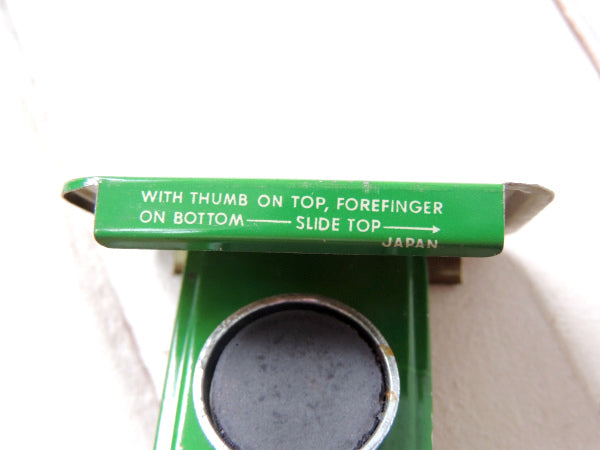 WITH THUMB ON TOP, FOREFINGER
ON BOTTOM — SLIDE TOP →
JAPAN